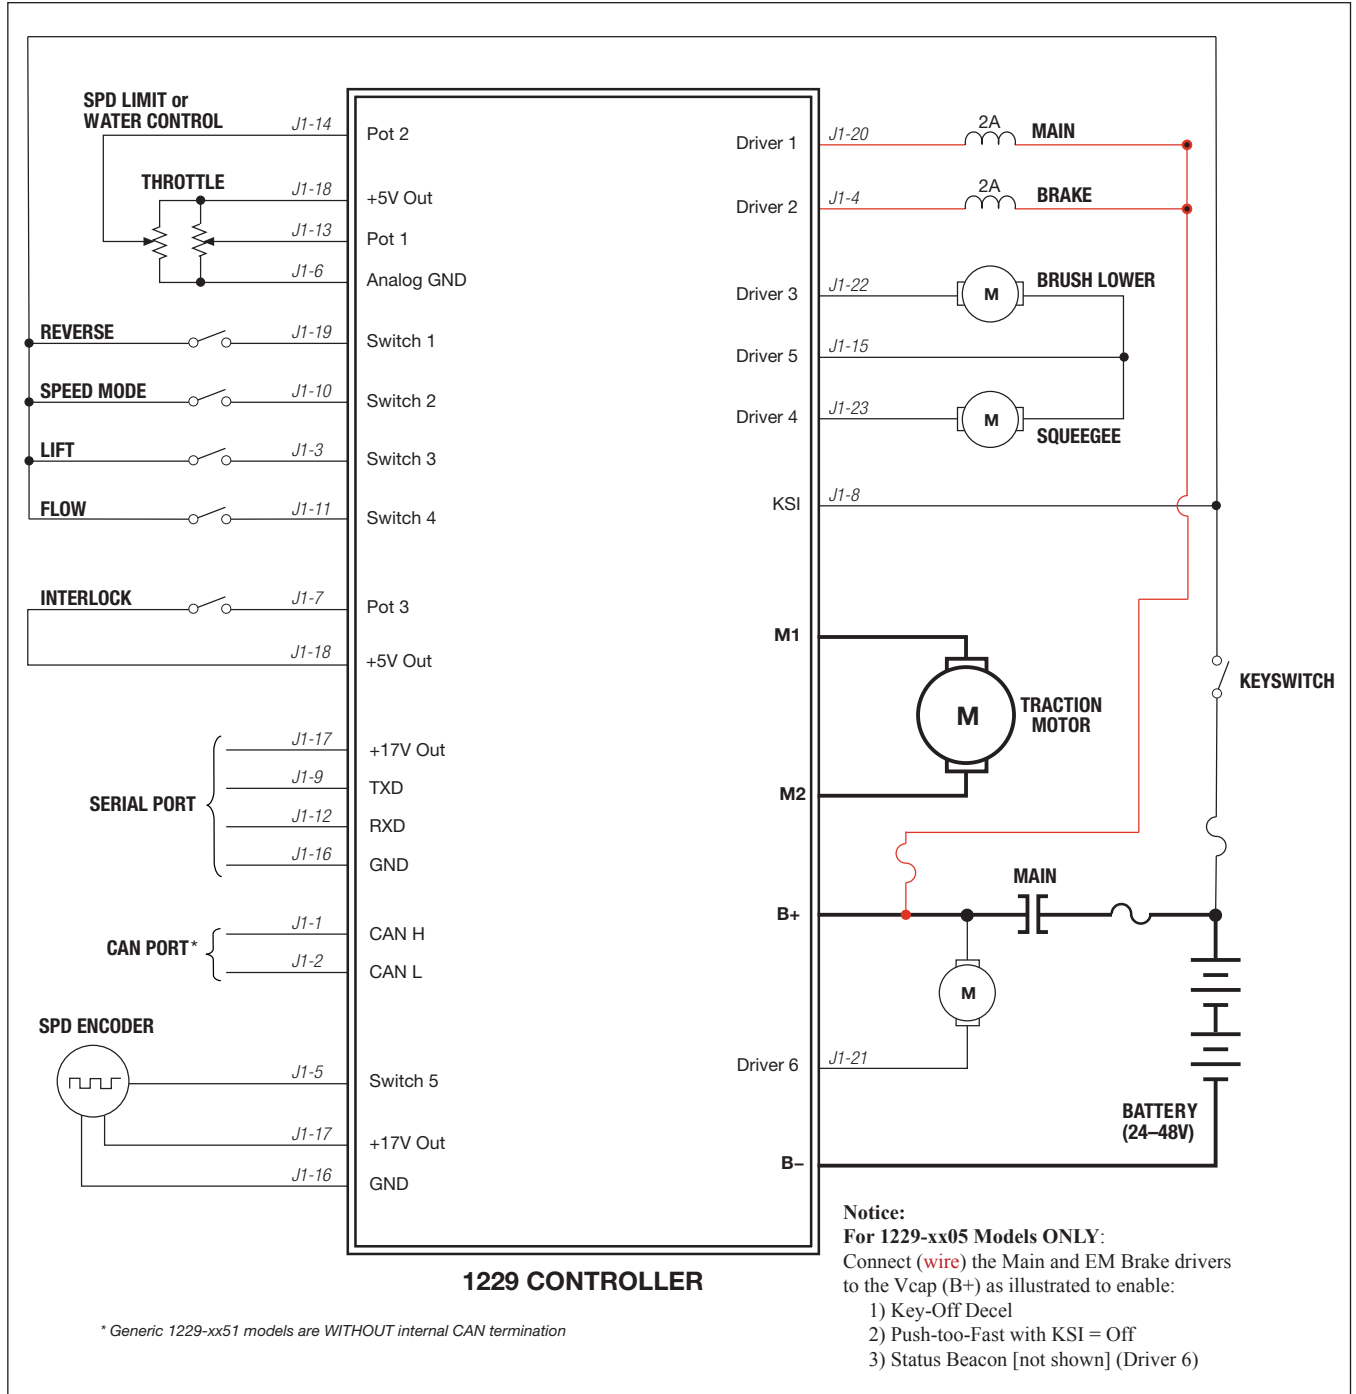 SPD LIMIT or
WATER CONTROL
J1-14
Pot 2
THROTTLE
J1-18
+5V Out
J1-13
Pot 1
J1-6
Analog GND
REVERSE
J1-19
Switch 1
SPEED MODE
J1-10
Switch 2
LIFT
J1-3
Switch 3
FLOW
J1-11
Switch 4
INTERLOCK
J1-7
Pot 3
J1-18
+5V Out
SERIAL PORT
J1-17
+17V Out
J1-9
TXD
J1-12
RXD
J1-16
GND
CAN PORT*
J1-1
CAN H
J1-2
CAN L
SPD ENCODER
J1-5
Switch 5
J1-17
+17V Out
J1-16
GND
Driver 1
J1-20
2A
MAIN
Driver 2
J1-4
2A
BRAKE
Driver 3
J1-22
M
BRUSH LOWER
Driver 5
J1-15
Driver 4
J1-23
M
SQUEEGEE
KSI
J1-8
M1
M
TRACTION
MOTOR
M2
KEYSWITCH
B+
MAIN
M
Driver 6
J1-21
BATTERY
(24–48V)
B–
1229 CONTROLLER
* Generic 1229-xx51 models are WITHOUT internal CAN termination
Notice:
For 1229-xx05 Models ONLY:
Connect (wire) the Main and EM Brake drivers
to the Vcap (B+) as illustrated to enable:
1) Key-Off Decel
2) Push-too-Fast with KSI = Off
3) Status Beacon [not shown] (Driver 6)